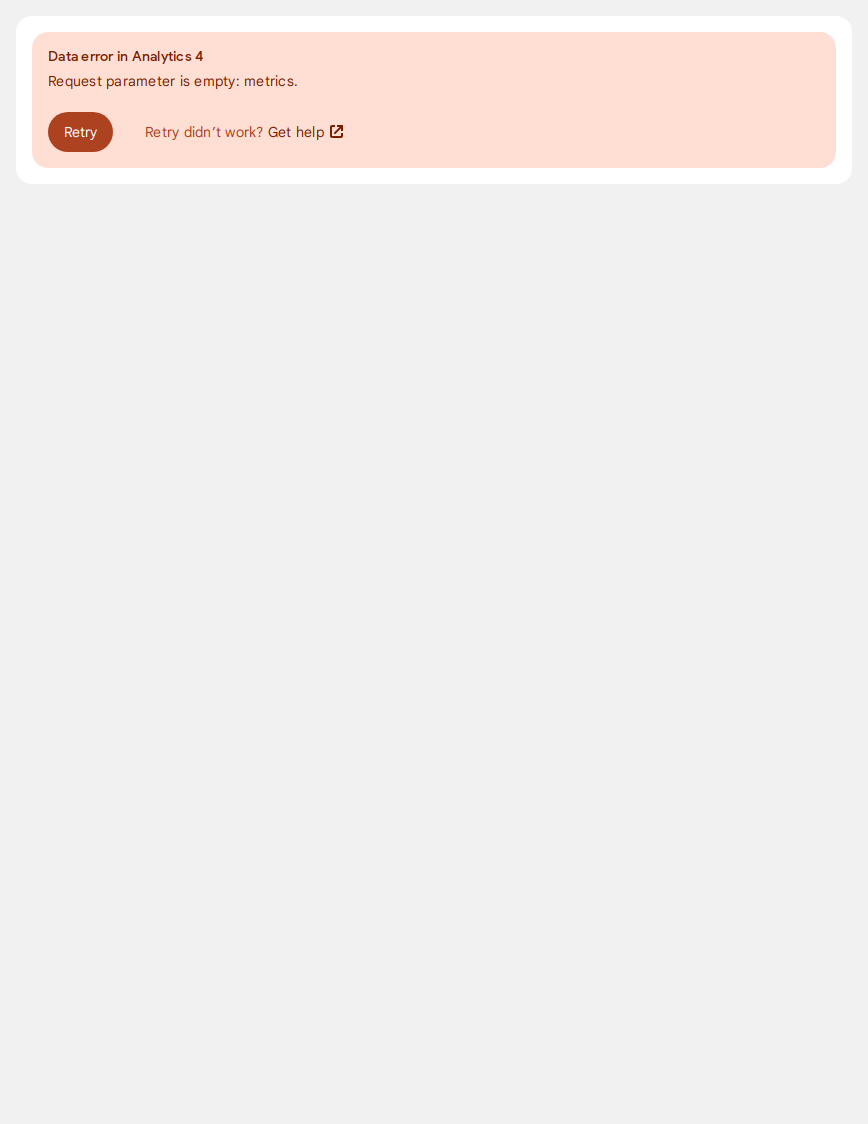 Data error in Analytics 4
Request parameter is empty: metrics.
Retry
Retry didn’t work? Get help